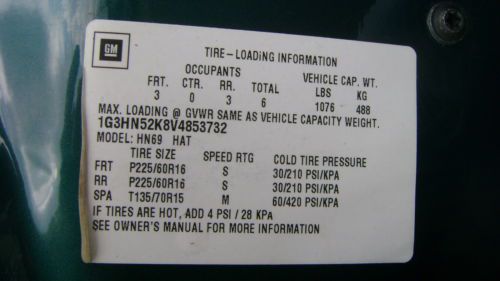 GM
TIRE-LOADING INFORMATION
OCCUPANTS VEHICLE CAP. WT.
FRT. CTR. RR. TOTAL LBS KG
3 0 3 6 1076 488
MAX. LOADING @ GVWR SAME AS VEHICLE CAPACITY WEIGHT.
1G3HN52K8V4853732
MODEL: HN69 HAT
TIRE SIZE SPEED RTG COLD TIRE PRESSURE
FRT P225/60R16 S 30/210 PSI/KPA
RR P225/60R16 S 30/210 PSI/KPA
SPA T135/70R15 M 60/420 PSI/KPA
IF TIRES ARE HOT, ADD 4 PSI / 28 KPa
SEE OWNER'S MANUAL FOR MORE INFORMATION